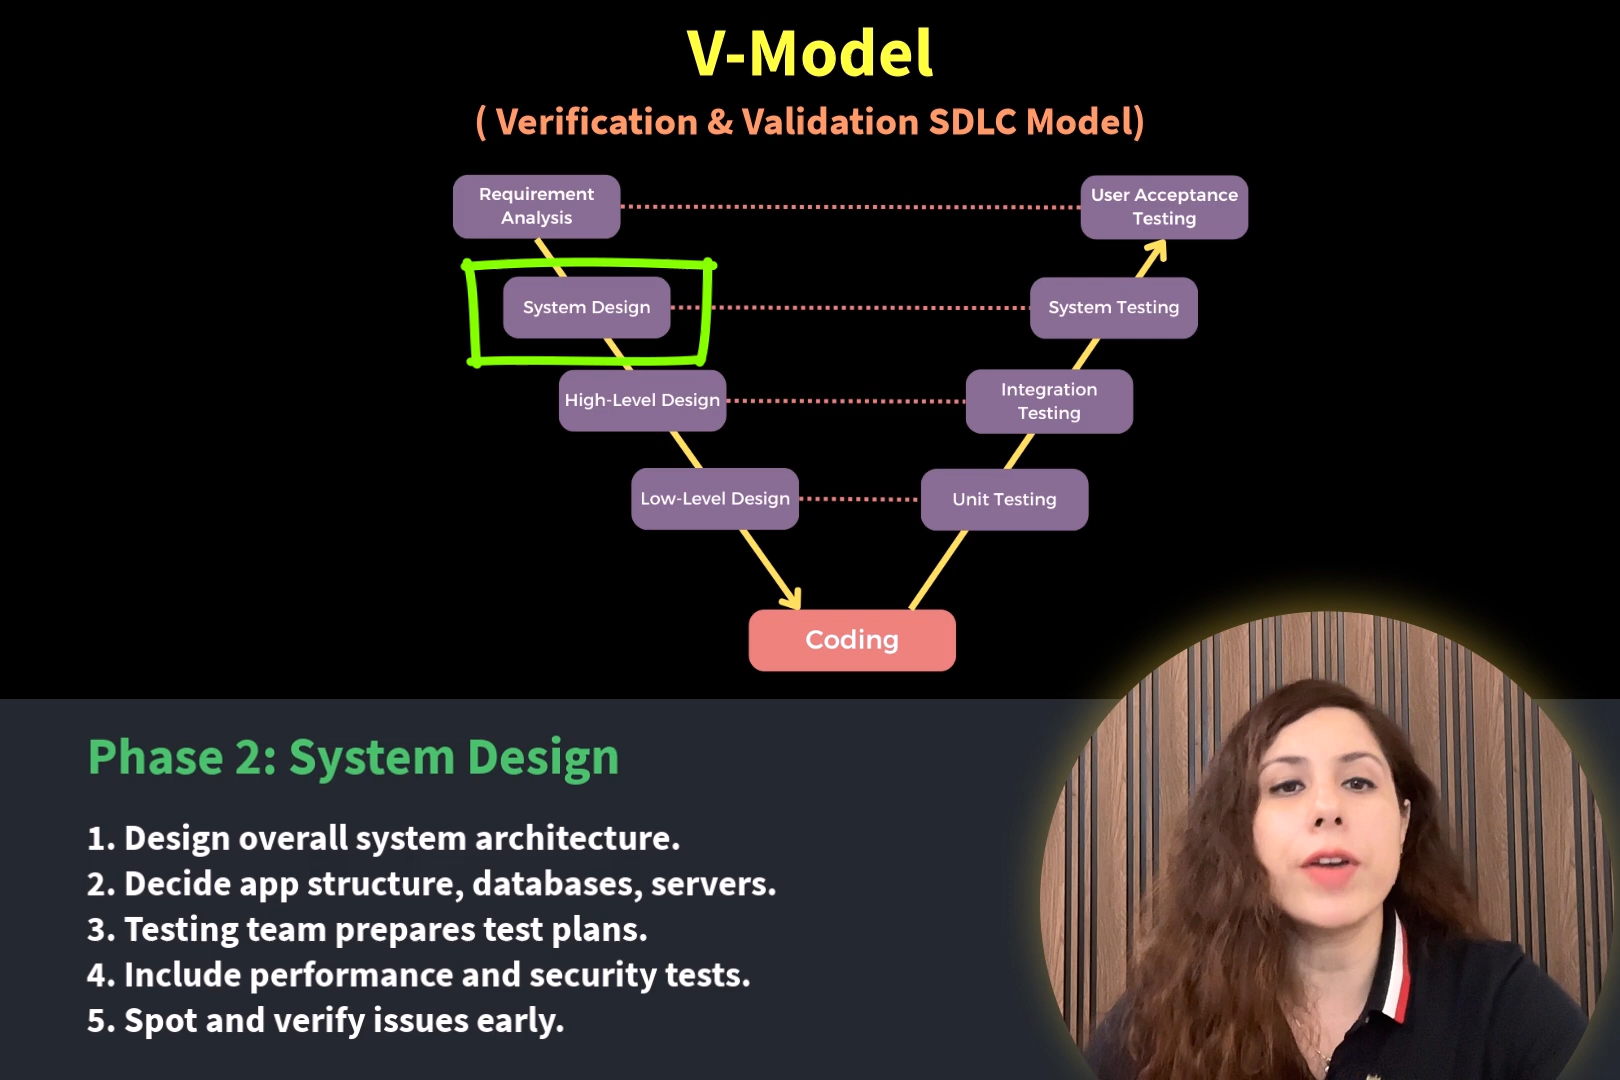 V-Model
( Verification & Validation SDLC Model)
Requirement
Analysis
User Acceptance
Testing
System Design
System Testing
High-Level Design
Integration
Testing
Low-Level Design
Unit Testing
Coding
Phase 2: System Design
1. Design overall system architecture.
2. Decide app structure, databases, servers.
3. Testing team prepares test plans.
4. Include performance and security tests.
5. Spot and verify issues early.